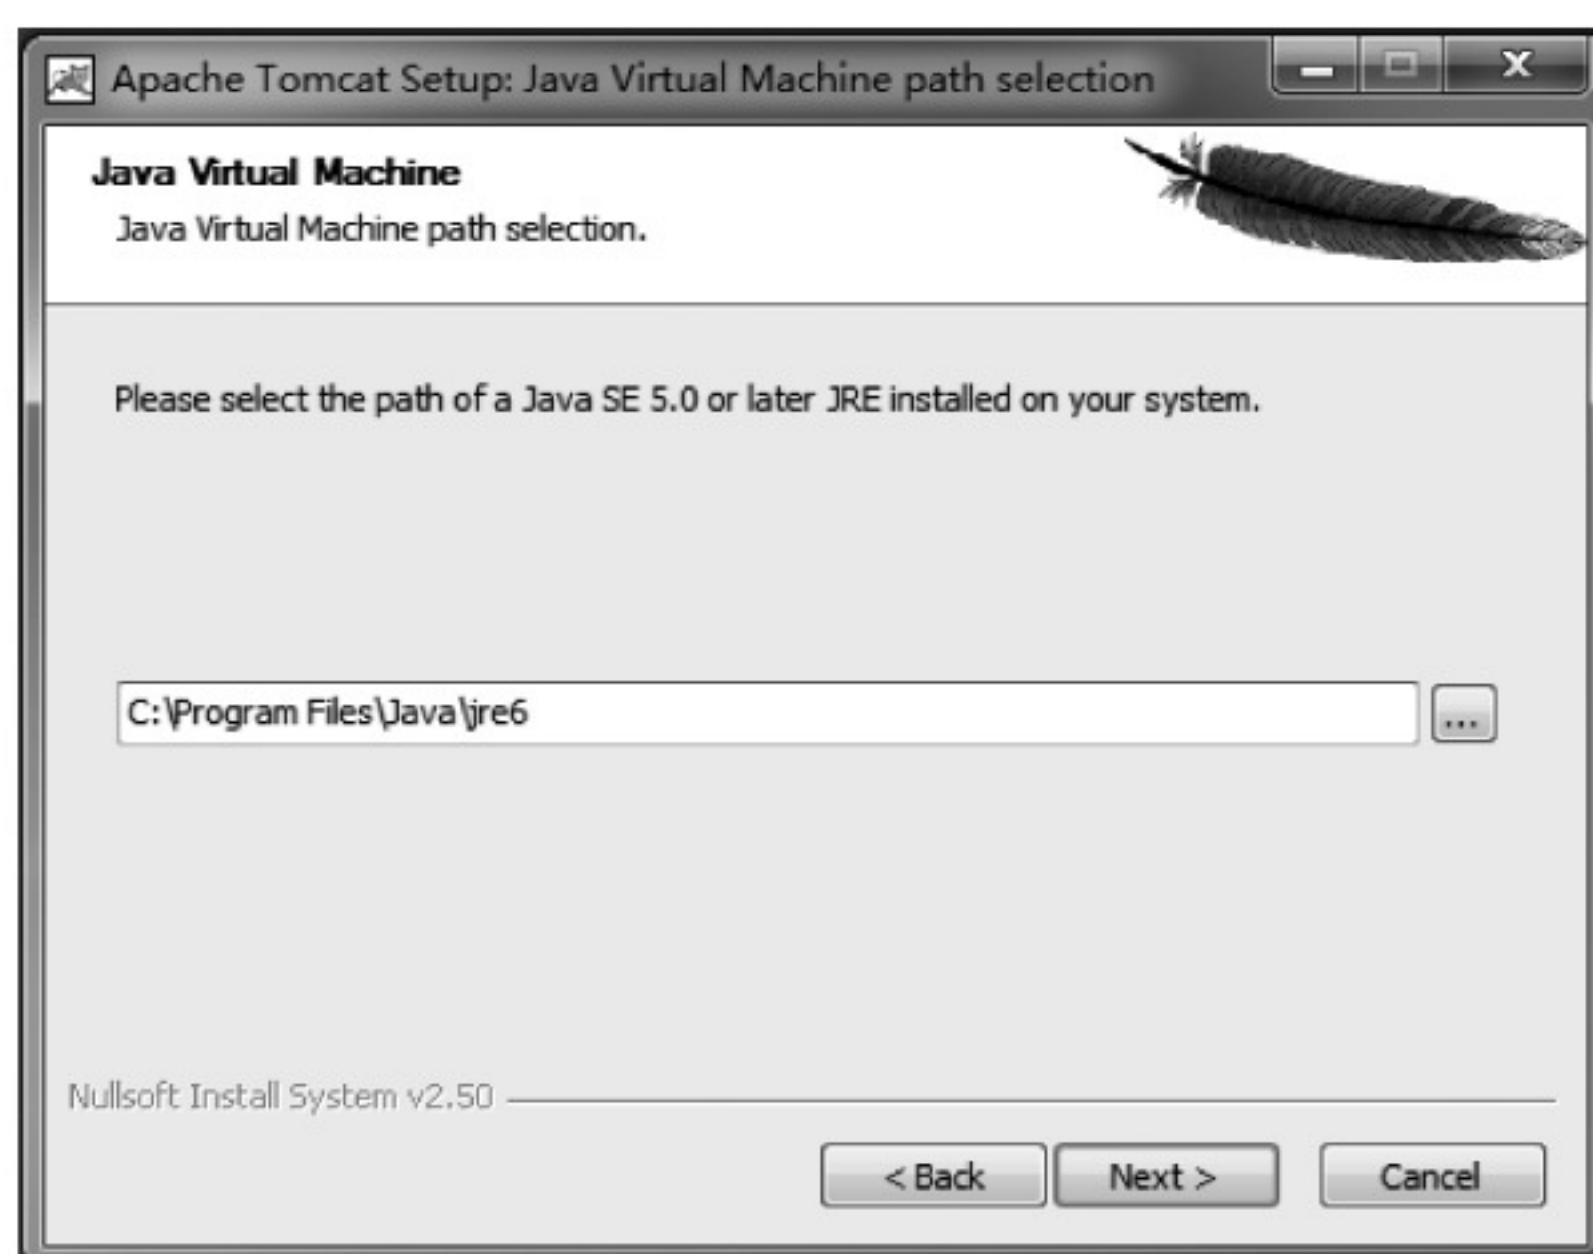 Apache Tomcat Setup: Java Virtual Machine path selection
Java Virtual Machine
Java Virtual Machine path selection.
Please select the path of a Java SE 5.0 or later JRE installed on your system.
C:\Program Files\Java\jre6
...
Nullsoft Install System v2.50
< Back Next > Cancel